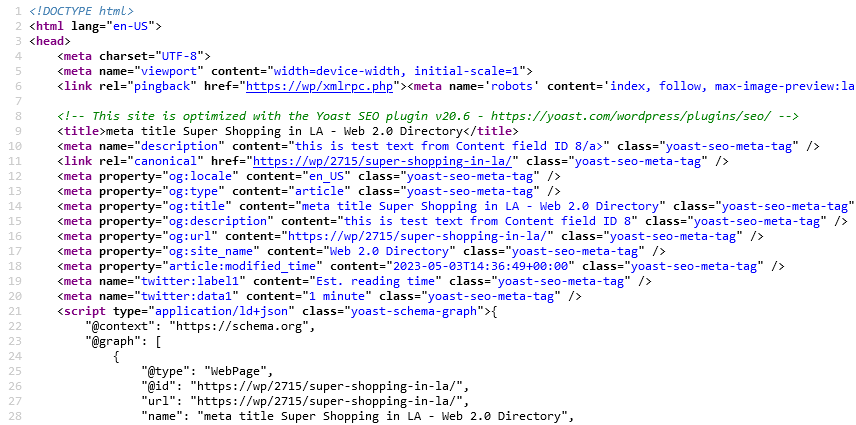 1 <!DOCTYPE html>
2 <html lang="en-US">
3 <head>
4 <meta charset="UTF-8">
5 <meta name="viewport" content="width=device-width, initial-scale=1">
6 <link rel="pingback" href="https://wp/xmlrpc.php"><meta name='robots' content='index, follow, max-image-preview:la
7
8 <!-- This site is optimized with the Yoast SEO plugin v20.6 - https://yoast.com/wordpress/plugins/seo/ -->
9 <title>meta title Super Shopping in LA - Web 2.0 Directory</title>
10 <meta name="description" content="this is test text from Content field ID 8/a>" class="yoast-seo-meta-tag" />
11 <link rel="canonical" href="https://wp/2715/super-shopping-in-la/" class="yoast-seo-meta-tag" />
12 <meta property="og:locale" content="en_US" class="yoast-seo-meta-tag" />
13 <meta property="og:type" content="article" class="yoast-seo-meta-tag" />
14 <meta property="og:title" content="meta title Super Shopping in LA - Web 2.0 Directory" class="yoast-seo-meta-tag"
15 <meta property="og:description" content="this is test text from Content field ID 8" class="yoast-seo-meta-tag" />
16 <meta property="og:url" content="https://wp/2715/super-shopping-in-la/" class="yoast-seo-meta-tag" />
17 <meta property="og:site_name" content="Web 2.0 Directory" class="yoast-seo-meta-tag" />
18 <meta property="article:modified_time" content="2023-05-03T14:36:49+00:00" class="yoast-seo-meta-tag" />
19 <meta name="twitter:label1" content="Est. reading time" class="yoast-seo-meta-tag" />
20 <meta name="twitter:data1" content="1 minute" class="yoast-seo-meta-tag" />
21 <script type="application/ld+json" class="yoast-schema-graph">{
22 "@context": "https://schema.org",
23 "@graph": [
24 {
25 "@type": "WebPage",
26 "@id": "https://wp/2715/super-shopping-in-la/",
27 "url": "https://wp/2715/super-shopping-in-la/",
28 "name": "meta title Super Shopping in LA - Web 2.0 Directory",